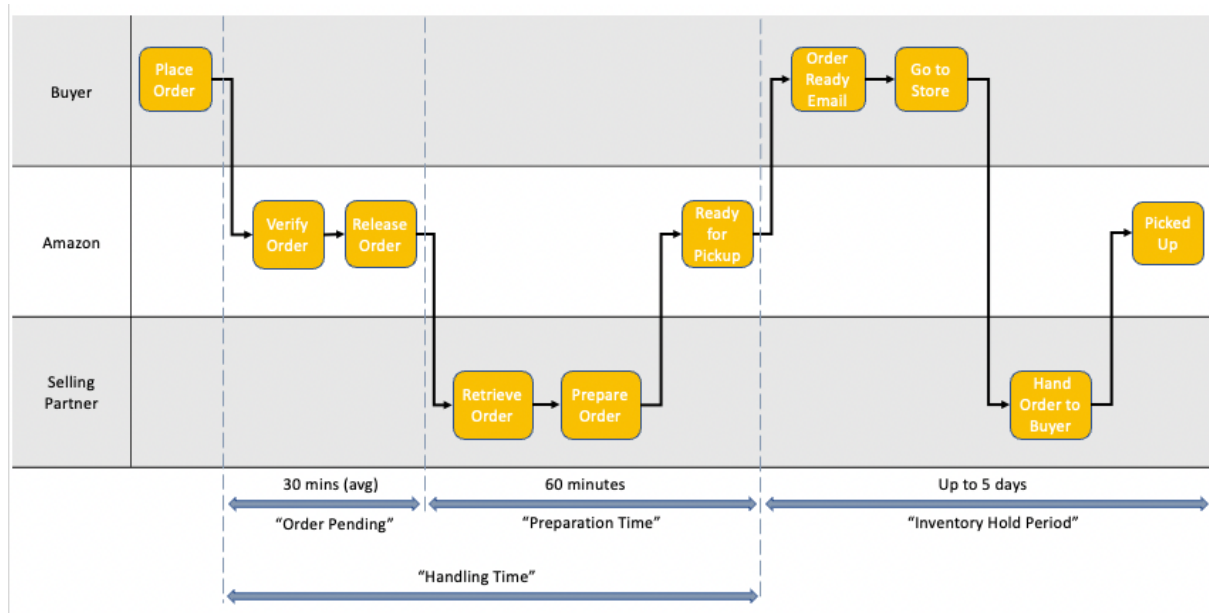 Buyer
Place
Order
Order
Ready
Email
Go to
Store
Amazon
Verify
Order
Release
Order
Ready
for
Pickup
Picked
Up
Selling
Partner
Retrieve
Order
Prepare
Order
Hand
Order to
Buyer
30 mins (avg)
60 minutes
Up to 5 days
“Order Pending”
“Preparation Time”
“Inventory Hold Period”
“Handling Time”